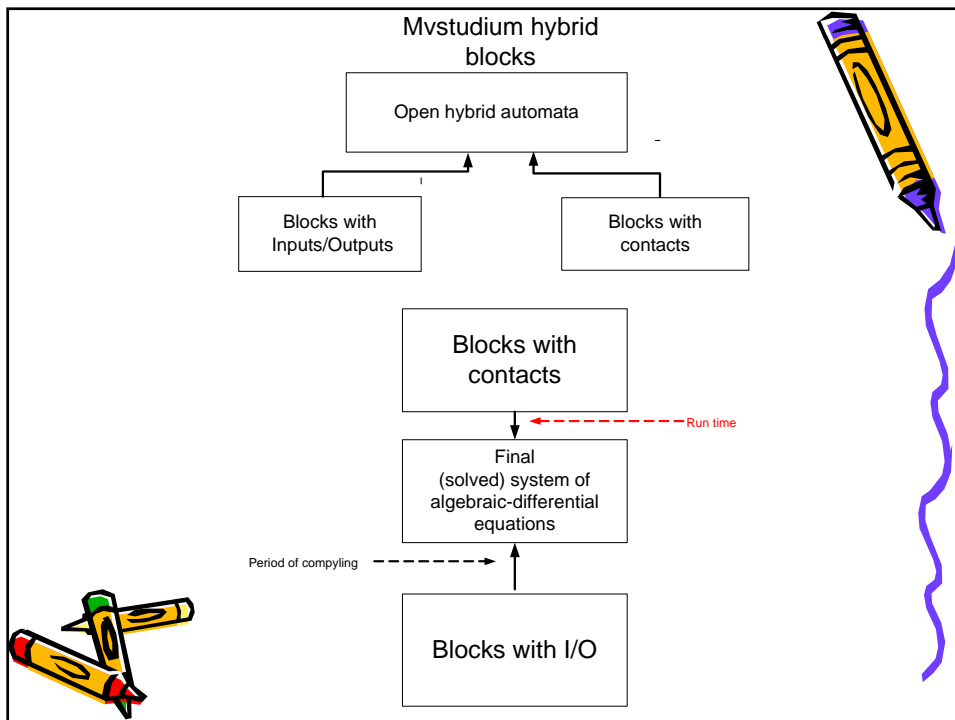 Mvstudium hybrid
blocks
Open hybrid automata
Blocks with
Inputs/Outputs
Blocks with
contacts
Blocks with
contacts
Run time
Final
(solved) system of
algebraic-differential
equations
Period of compyling
Blocks with I/O